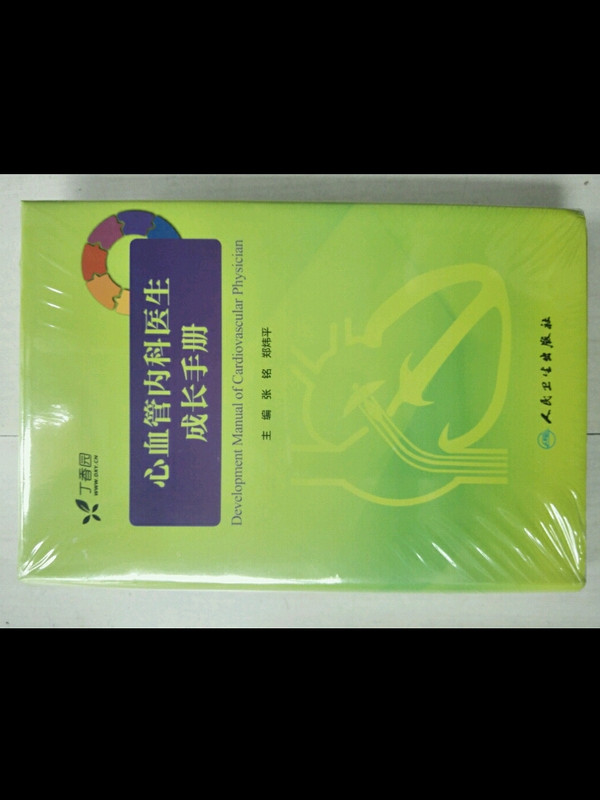 丁香园
WWW.DXY.CN
心血管内科医生
成长手册
Development Manual of Cardiovascular Physician
主 编 张 铭 郑炜平
人民卫生出版社